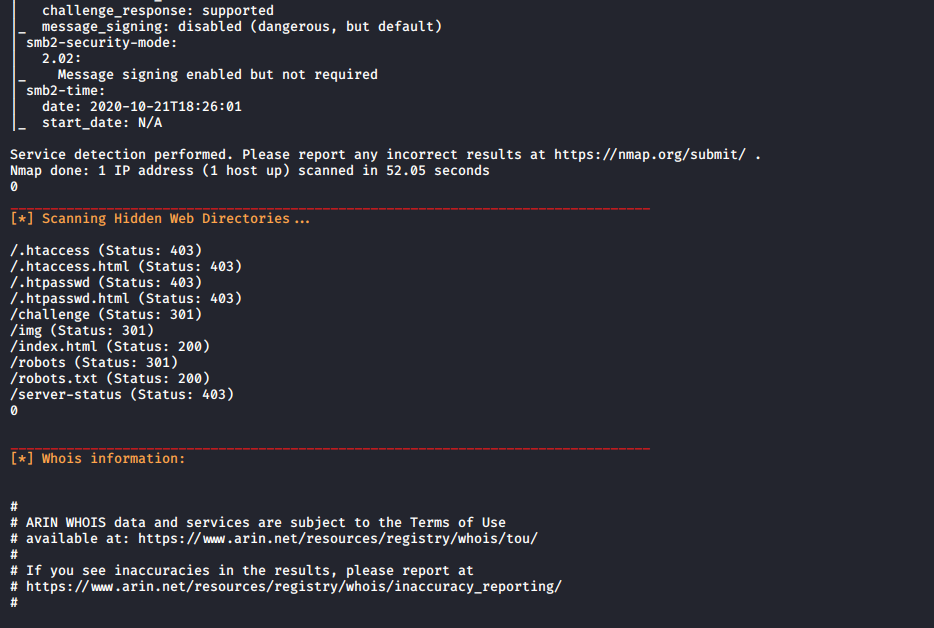 challenge_response: supported
|_ message_signing: disabled (dangerous, but default)
| smb2-security-mode:
| 2.02:
|_ Message signing enabled but not required
| smb2-time:
| date: 2020-10-21T18:26:01
|_ start_date: N/A
Service detection performed. Please report any incorrect results at https://nmap.org/submit/ .
Nmap done: 1 IP address (1 host up) scanned in 52.05 seconds
0
[*] Scanning Hidden Web Directories...
/.htaccess (Status: 403)
/.htaccess.html (Status: 403)
/.htpasswd (Status: 403)
/.htpasswd.html (Status: 403)
/challenge (Status: 301)
/img (Status: 301)
/index.html (Status: 200)
/robots (Status: 301)
/robots.txt (Status: 200)
/server-status (Status: 403)
0
[*] Whois information:
#
# ARIN WHOIS data and services are subject to the Terms of Use
# available at: https://www.arin.net/resources/registry/whois/tou/
#
# If you see inaccuracies in the results, please report at
# https://www.arin.net/resources/registry/whois/inaccuracy_reporting/
#